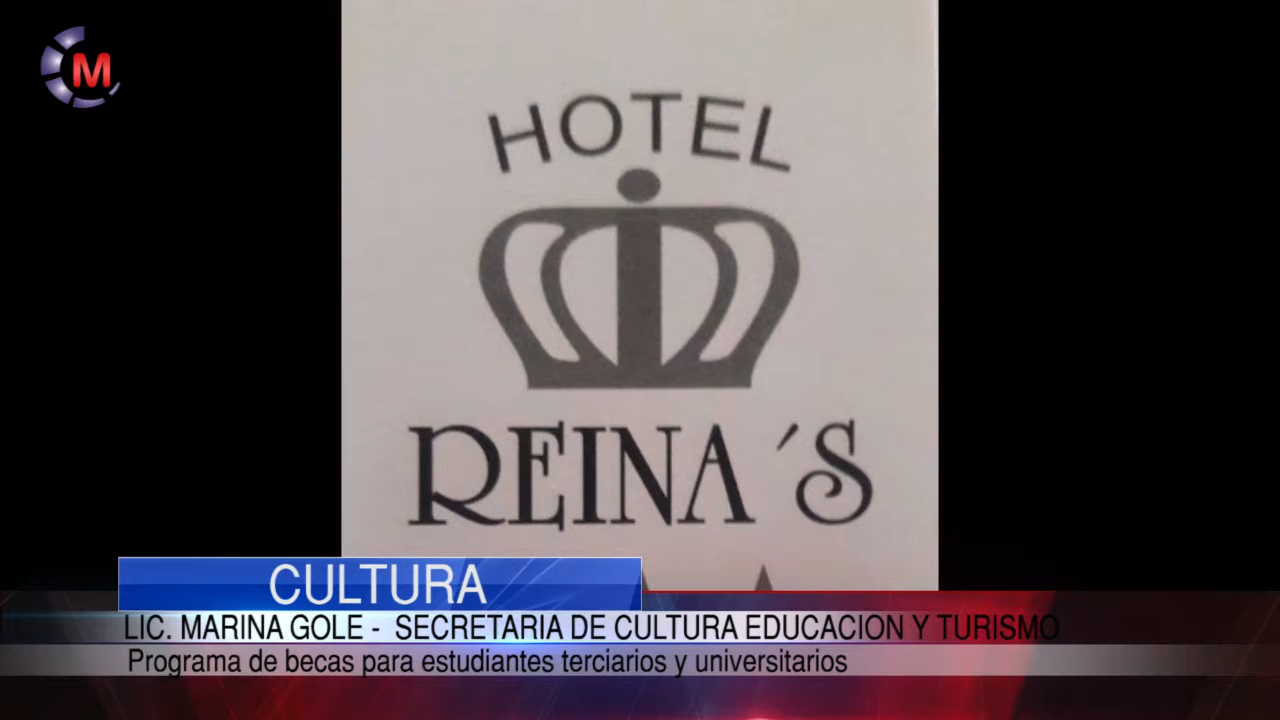 M
HOTEL
REINA´S
CULTURA
LIC. MARINA GOLE - SECRETARIA DE CULTURA EDUCACION Y TURISMO
Programa de becas para estudiantes terciarios y universitarios